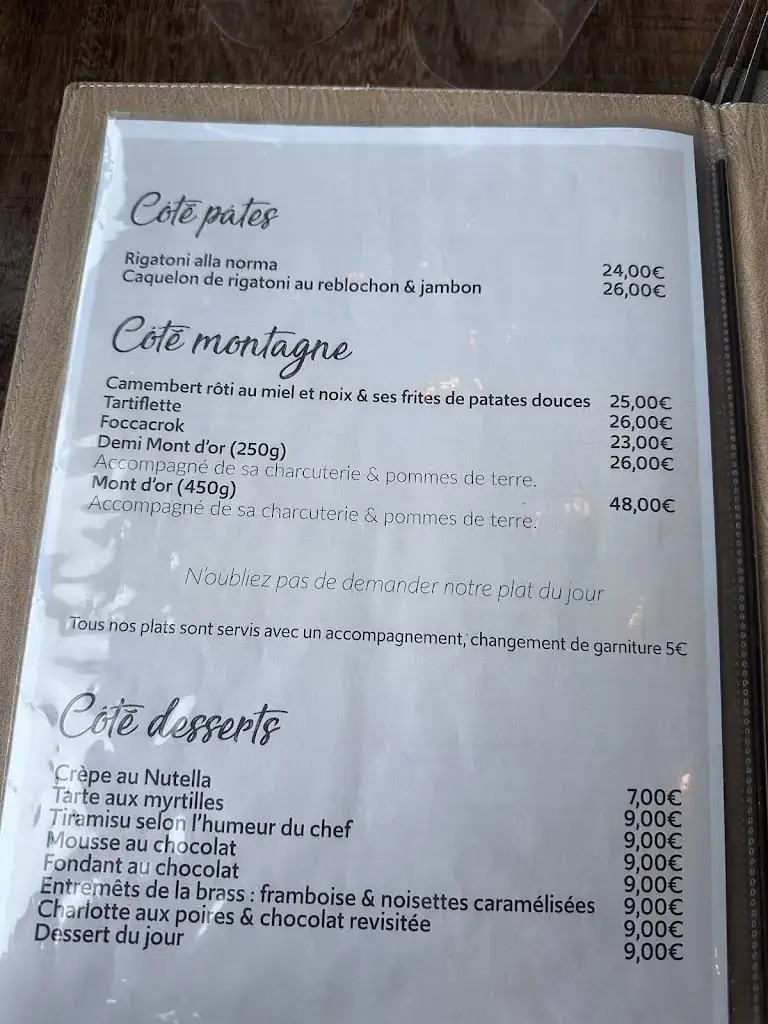 Côté pâtes
Rigatoni alla norma 24,00€
Caquelon de rigatoni au reblochon & jambon 26,00€
Côté montagne
Camembert rôti au miel et noix & ses frites de patates douces 25,00€
Tartiflette 26,00€
Foccacrok 23,00€
Demi Mont d'or (250g) 26,00€
Accompagné de sa charcuterie & pommes de terre.
Mont d'or (450g) 48,00€
Accompagné de sa charcuterie & pommes de terre.
N'oubliez pas de demander notre plat du jour
Tous nos plats sont servis avec un accompagnement, changement de garniture 5€
Côté desserts
Crèpe au Nutella 7,00€
Tarte aux myrtilles 9,00€
Tiramisu selon l'humeur du chef 9,00€
Mousse au chocolat 9,00€
Fondant au chocolat 9,00€
Entremêts de la brass : framboise & noisettes caramélisées 9,00€
Charlotte aux poires & chocolat revisitée 9,00€
Dessert du jour 9,00€